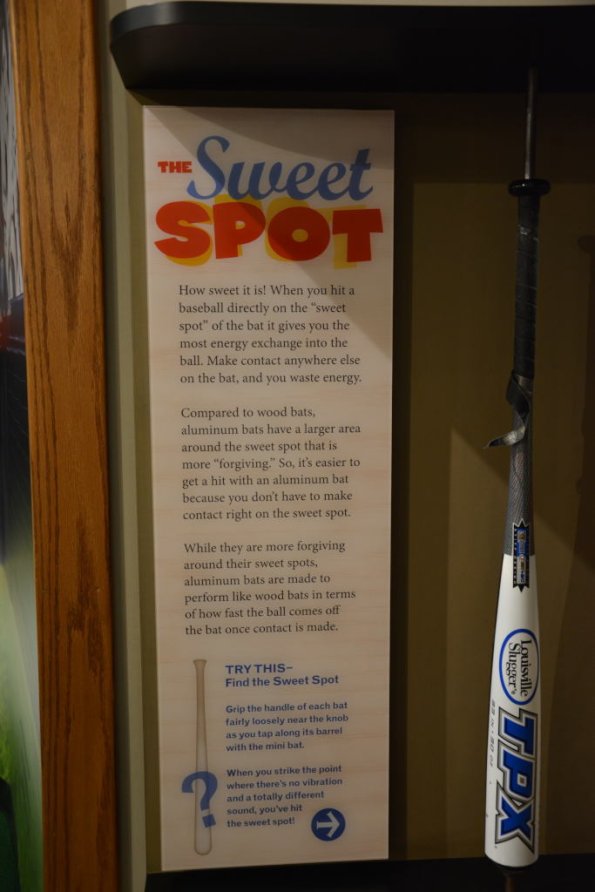 THE Sweet
SPOT
How sweet it is! When you hit a
baseball directly on the “sweet
spot” of the bat it gives you the
most energy exchange into the
ball. Make contact anywhere else
on the bat, and you waste energy.
Compared to wood bats,
aluminum bats have a larger area
around the sweet spot that is
more “forgiving.” So, it’s easier to
get a hit with an aluminum bat
because you don’t have to make
contact right on the sweet spot.
While they are more forgiving
around their sweet spots,
aluminum bats are made to
perform like wood bats in terms
of how fast the ball comes off
the bat once contact is made.
TRY THIS–
Find the Sweet Spot
Grip the handle of each bat
fairly loosely near the knob
as you tap along its barrel
with the mini bat.
When you strike the point
where there’s no vibration
and a totally different
sound, you’ve hit
the sweet spot!
?
Louisville
Slugger
TPX